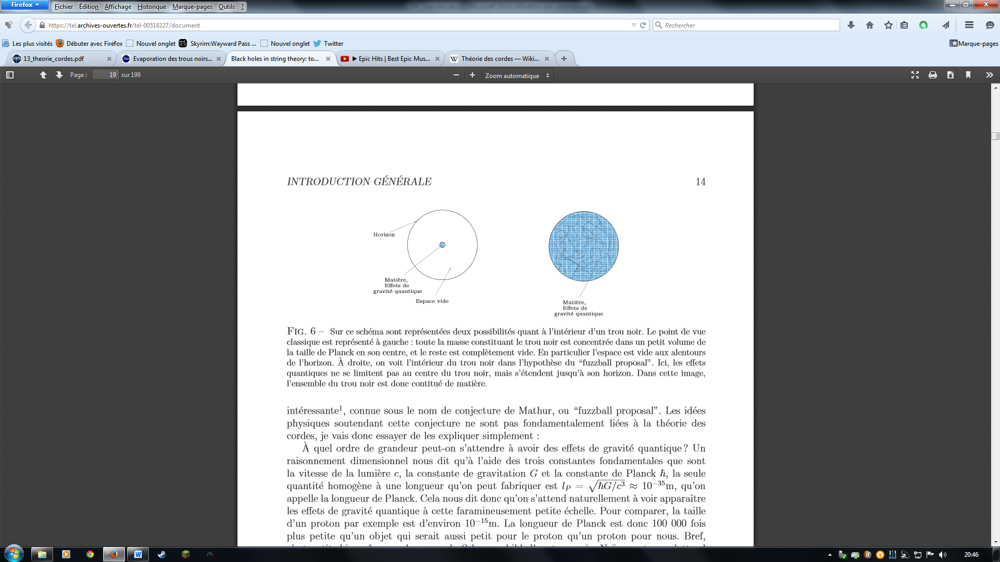 Firefox
Fichier Édition Affichage Historique Marque-pages Outils ?
https://tel.archives-ouvertes.fr/tel-00518227/document
Rechercher
Les plus visités Débuter avec Firefox Nouvel onglet Skyrim:Wayward Pass ... Nouvel onglet Twitter
Marque-pages
13_theorie_cordes.pdf
Evaporation des trous noirs...
Black holes in string theory: to...
▶ Epic Hits | Best Epic Mus...
Théorie des cordes — Wiki...
Page : 19 sur 199
Zoom automatique
INTRODUCTION GÉNÉRALE 14
Horizon
Matière,
Effets de
gravité quantique
Espace vide
Matière,
Effets de
gravité quantique
FIG. 6 – Sur ce schéma sont représentées deux possibilités quant à l'intérieur d'un trou noir. Le point de vue
classique est représenté à gauche : toute la masse constituant le trou noir est concentrée dans un petit volume de
la taille de Planck en son centre, et le reste est complètement vide. En particulier l'espace est vide aux alentours
de l'horizon. À droite, on voit l'intérieur du trou noir dans l'hypothèse du “fuzzball proposal”. Ici, les effets
quantiques ne se limitent pas au centre du trou noir, mais s'étendent jusqu'à son horizon. Dans cette image,
l'ensemble du trou noir est donc contitué de matière.
intéressante¹, connue sous le nom de conjecture de Mathur, ou “fuzzball proposal”. Les idées
physiques soutendant cette conjecture ne sont pas fondamentalement liées à la théorie des
cordes, je vais donc essayer de les expliquer simplement :
À quel ordre de grandeur peut-on s'attendre à avoir des effets de gravité quantique ? Un
raisonnement dimensionnel nous dit qu'à l'aide des trois constantes fondamentales que sont
la vitesse de la lumière c, la constante de gravitation G et la constante de Planck ℏ, la seule
quantité homogène à une longueur qu'on peut fabriquer est l_P = √(ℏG/c³) ≈ 10⁻³⁵m, qu'on
appelle la longueur de Planck. Cela nous dit donc qu'on s'attend naturellement à voir apparaître
les effets de gravité quantique à cette faramineusement petite échelle. Pour comparer, la taille
d'un proton par exemple est d'environ 10⁻¹⁵m. La longueur de Planck est donc 100 000 fois
plus petite qu'un objet qui serait aussi petit pour le proton qu'un proton pour nous. Bref,
20:46